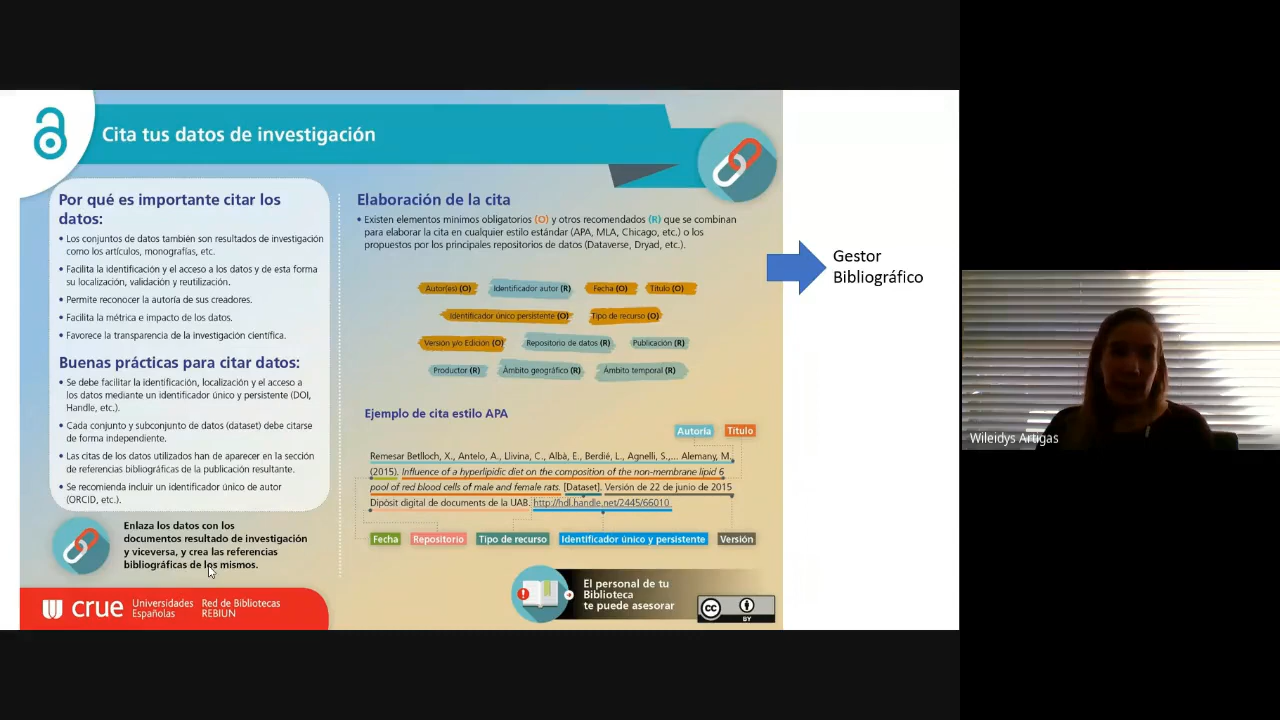 Cita tus datos de investigación
Por qué es importante citar los
datos:
• Los conjuntos de datos también son resultados de investigación
como los artículos, monografías, etc.
• Facilita la identificación y el acceso a los datos y de esta forma
su localización, validación y reutilización.
• Permite reconocer la autoría de sus creadores.
• Facilita la métrica e impacto de los datos.
• Favorece la transparencia de la investigación científica.
Buenas prácticas para citar datos:
• Se debe facilitar la identificación, localización y el acceso a
los datos mediante un identificador único y persistente (DOI,
Handle, etc.).
• Cada conjunto y subconjunto de datos (dataset) debe citarse
de forma independiente.
• Las citas de los datos utilizados han de aparecer en la sección
de referencias bibliográficas de la publicación resultante.
• Se recomienda incluir un identificador único de autor
(ORCID, etc.).
Enlaza los datos con los
documentos resultado de investigación
y viceversa, y crea las referencias
bibliográficas de los mismos.
crue
Universidades
Españolas
Red de Bibliotecas
REBIUN
Elaboración de la cita
• Existen elementos mínimos obligatorios (O) y otros recomendados (R) que se combinan
para elaborar la cita en cualquier estilo estándar (APA, MLA, Chicago, etc.) o los
propuestos por los principales repositorios de datos (Dataverse, Dryad, etc.).
Autor(es) (O) Identificador autor (R) Fecha (O) Título (O)
Identificador único persistente (O) Tipo de recurso (O)
Versión y/o Edición (O) Repositorio de datos (R) Publicación (R)
Productor (R) Ámbito geográfico (R) Ámbito temporal (R)
Ejemplo de cita estilo APA
Autoría Título
Remesar Betlloch, X., Antelo, A., Llivina, C., Albà, E., Berdié, L., Agnelli, S.,... Alemany, M.
(2015). Influence of a hyperlipidic diet on the composition of the non-membrane lipid 6
pool of red blood cells of male and female rats. [Dataset]. Versión de 22 de junio de 2015
Dipòsit digital de documents de la UAB. http://hdl.handle.net/2445/66010
Fecha Repositorio Tipo de recurso Identificador único y persistente Versión
El personal de tu
Biblioteca
te puede asesorar
cc
BY
Gestor
Bibliográfico
Wileidys Artigas